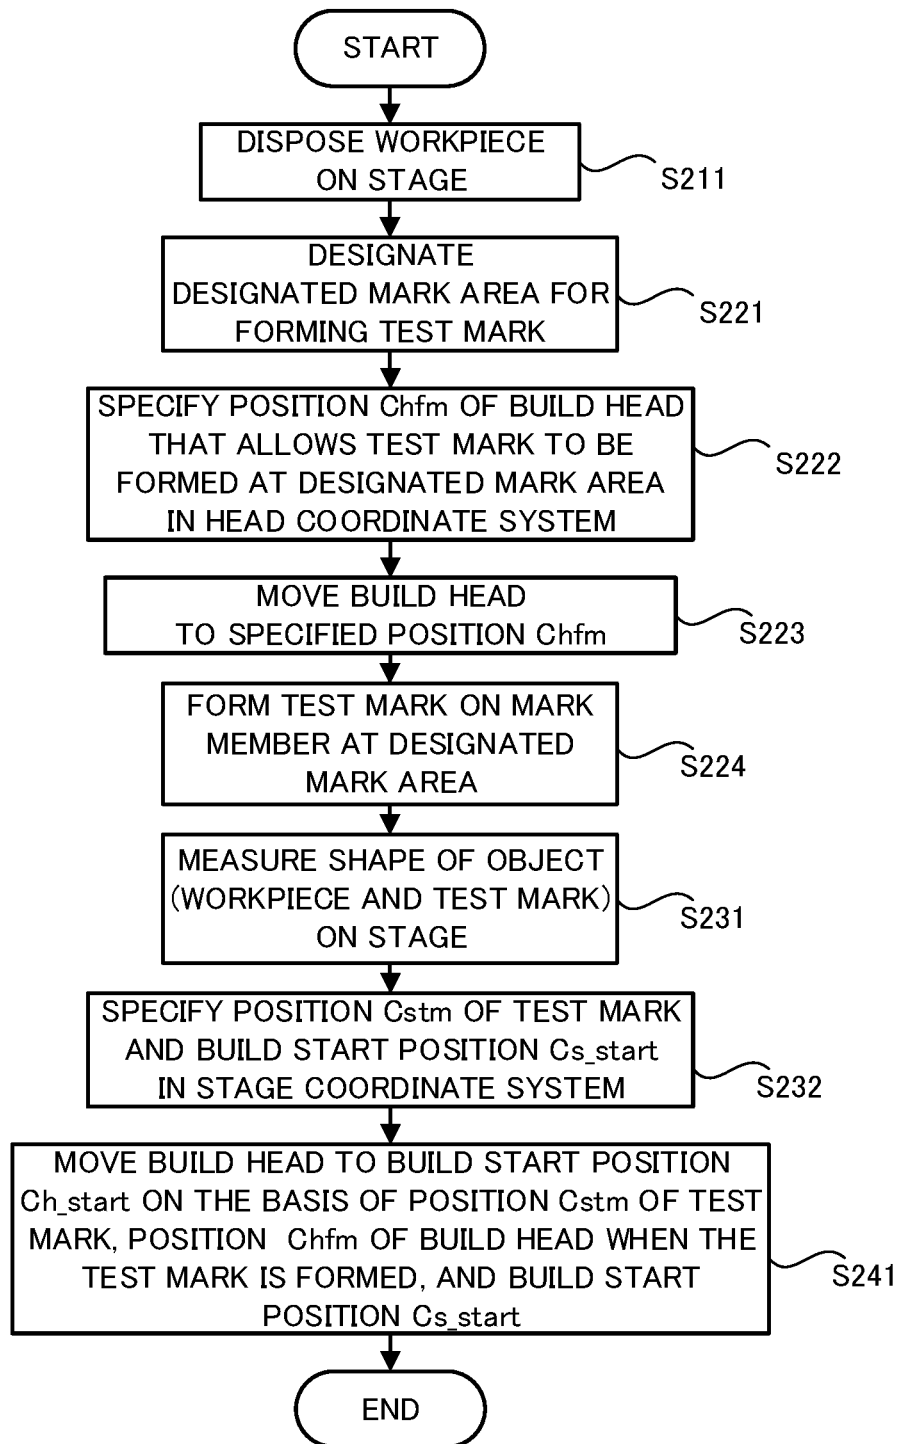 START
DISPOSE WORKPIECE
ON STAGE
S211
DESIGNATE
DESIGNATED MARK AREA FOR
FORMING TEST MARK
S221
SPECIFY POSITION Chfm OF BUILD HEAD
THAT ALLOWS TEST MARK TO BE
FORMED AT DESIGNATED MARK AREA
IN HEAD COORDINATE SYSTEM
S222
MOVE BUILD HEAD
TO SPECIFIED POSITION Chfm
S223
FORM TEST MARK ON MARK
MEMBER AT DESIGNATED
MARK AREA
S224
MEASURE SHAPE OF OBJECT
(WORKPIECE AND TEST MARK)
ON STAGE
S231
SPECIFY POSITION Cstm OF TEST MARK
AND BUILD START POSITION Cs_start
IN STAGE COORDINATE SYSTEM
S232
MOVE BUILD HEAD TO BUILD START POSITION
Ch_start ON THE BASIS OF POSITION Cstm OF TEST
MARK, POSITION Chfm OF BUILD HEAD WHEN THE
TEST MARK IS FORMED, AND BUILD START
POSITION Cs_start
S241
END